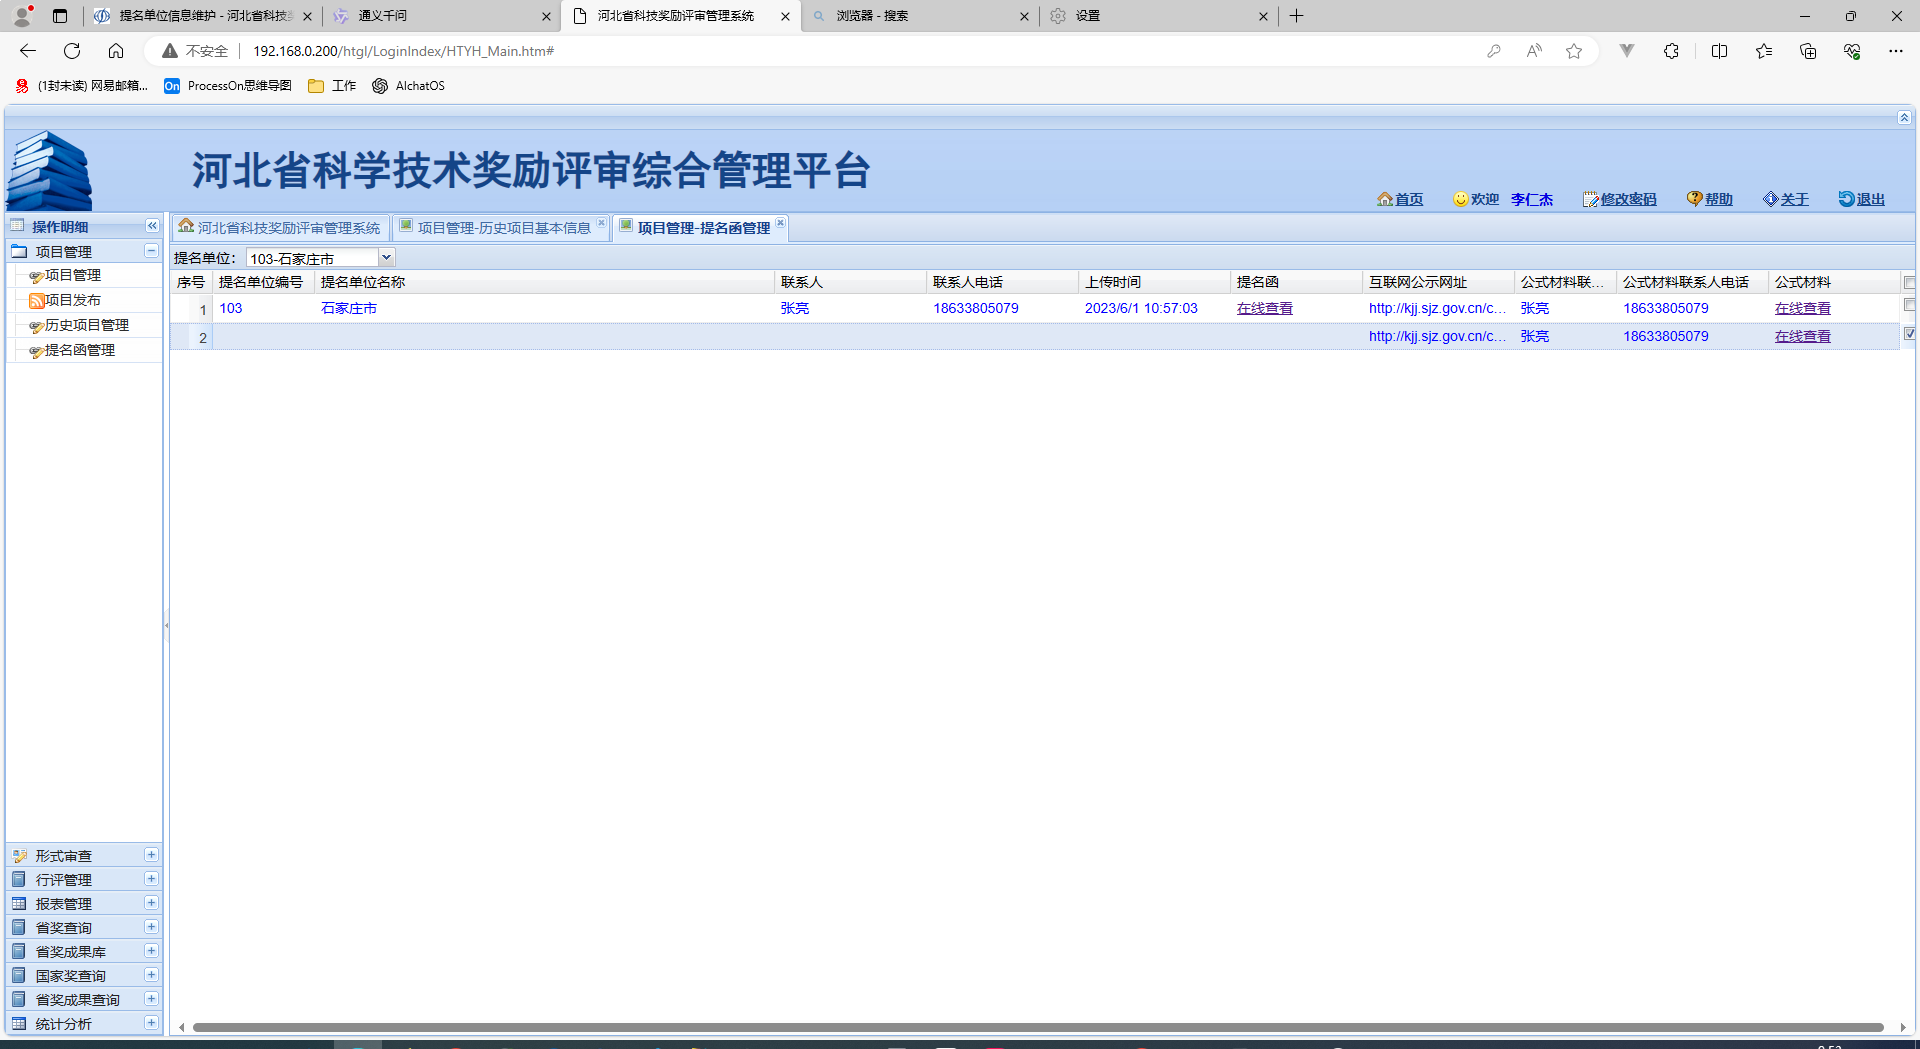 提名单位信息维护 - 河北省科技奖
通义千问
河北省科技奖励评审管理系统
浏览器 - 搜索
设置
不安全
192.168.0.200/htgl/LoginIndex/HTYH_Main.htm#
(1封未读) 网易邮箱...
On ProcessOn思维导图
工作
AIchatOS
河北省科学技术奖励评审综合管理平台
首页
欢迎 李仁杰
修改密码
帮助
关于
退出
操作明细
河北省科技奖励评审管理系统
项目管理-历史项目基本信息
项目管理-提名函管理
项目管理
项目管理
项目发布
历史项目管理
提名函管理
提名单位: 103-石家庄市
序号 提名单位编号 提名单位名称 联系人 联系人电话 上传时间 提名函 互联网公示网址 公式材料联... 公式材料联系人电话 公式材料
1 103 石家庄市 张亮 18633805079 2023/6/1 10:57:03 在线查看 http://kjj.sjz.gov.cn/c... 张亮 18633805079 在线查看
2 http://kjj.sjz.gov.cn/c... 张亮 18633805079 在线查看
形式审查
行评管理
报表管理
省奖查询
省奖成果库
国家奖查询
省奖成果查询
统计分析